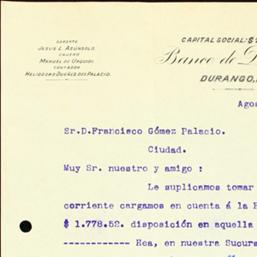 GERENTE
JESUS L. ASÚNSOLO
CAJERO
MANUEL DE URQUIDI
CONTADOR
HELIODORO DUEÑES DEL PALACIO.
CAPITAL SOCIAL: $
Banco de D
DURANGO,
Agos
Sr.D.Francisco Gómez Palacio.
Ciudad.
Muy Sr. nuestro y amigo :
Le suplicamos tomar
corriente cargamos en cuenta á la H
$ 1.778.52. disposición en aquella
------------ Hca, en nuestra Sucurs